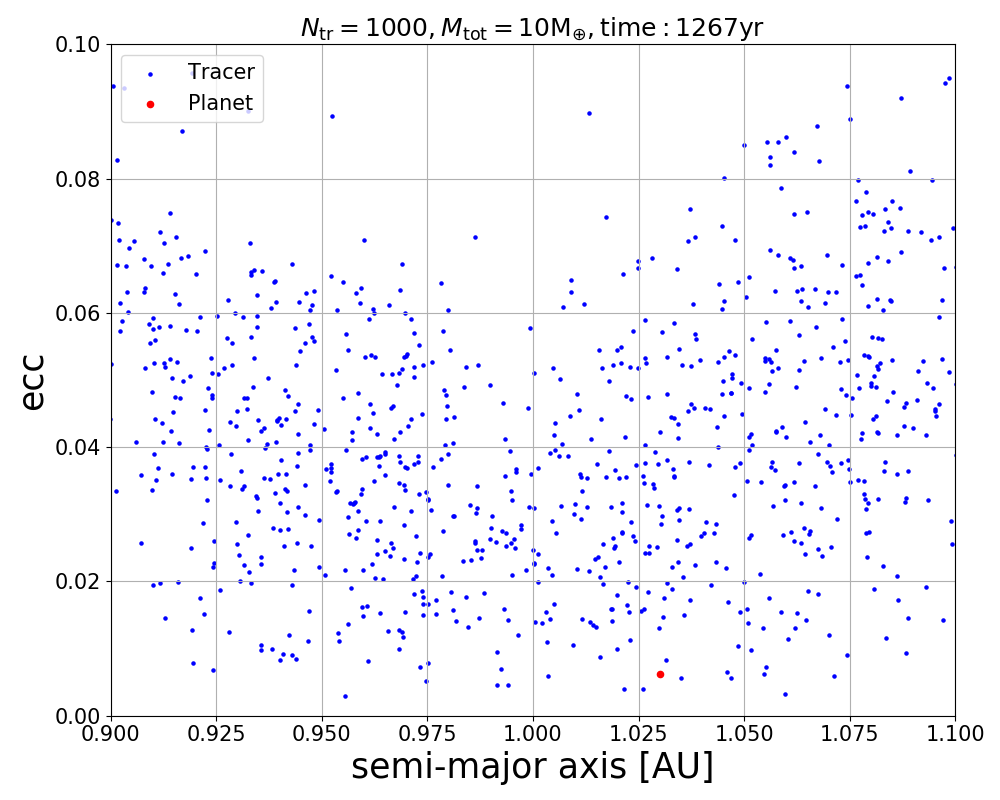 N_tr = 1000, M_tot = 10M_⊕, time : 1267yr
Tracer
Planet
0.10
0.08
0.06
0.04
0.02
0.00
ecc
0.900 0.925 0.950 0.975 1.000 1.025 1.050 1.075 1.100
semi-major axis [AU]